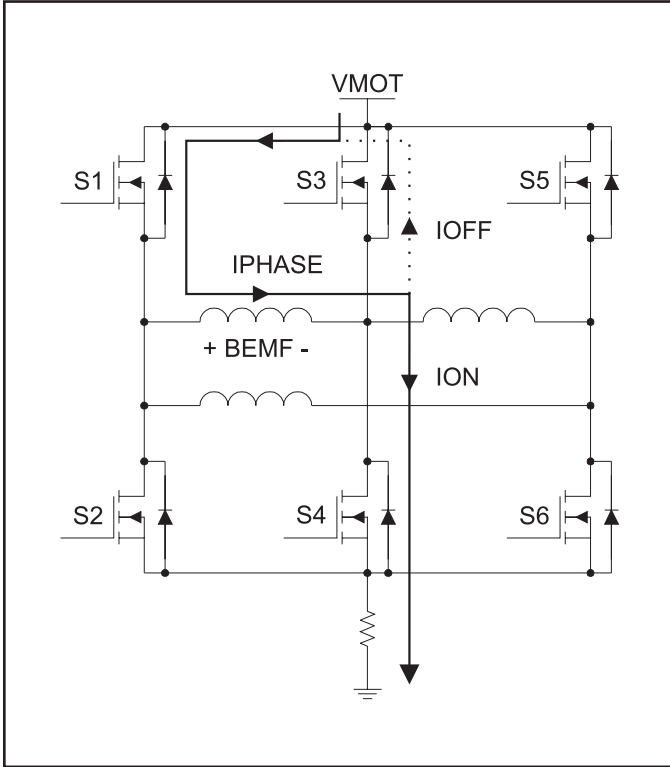 VMOT
S1
S3
S5
IOFF
IPHASE
+ BEMF -
ION
S2
S4
S6